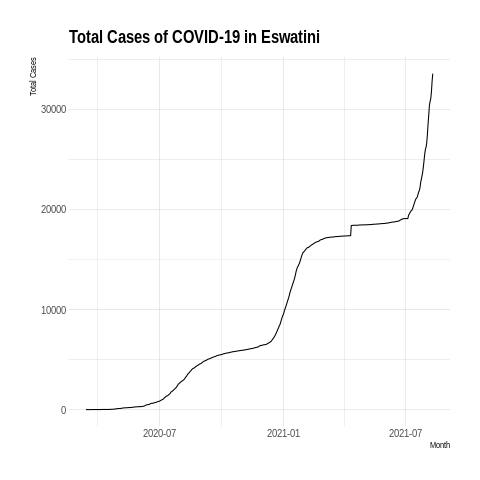 Total Cases of COVID-19 in Eswatini
Total Cases
30000
20000
10000
0
2020-07
2021-01
2021-07
Month